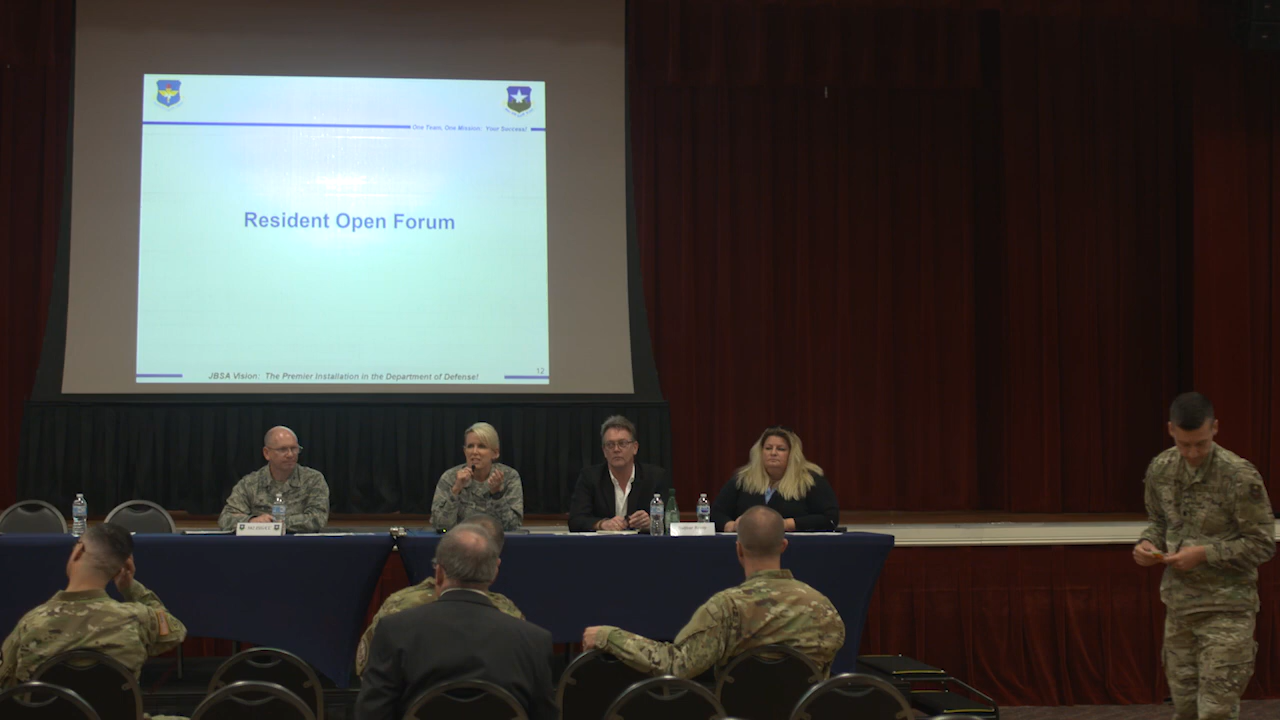 One Team, One Mission: Your Success!
Resident Open Forum
JBSA Vision: The Premier Installation in the Department of Defense!
12